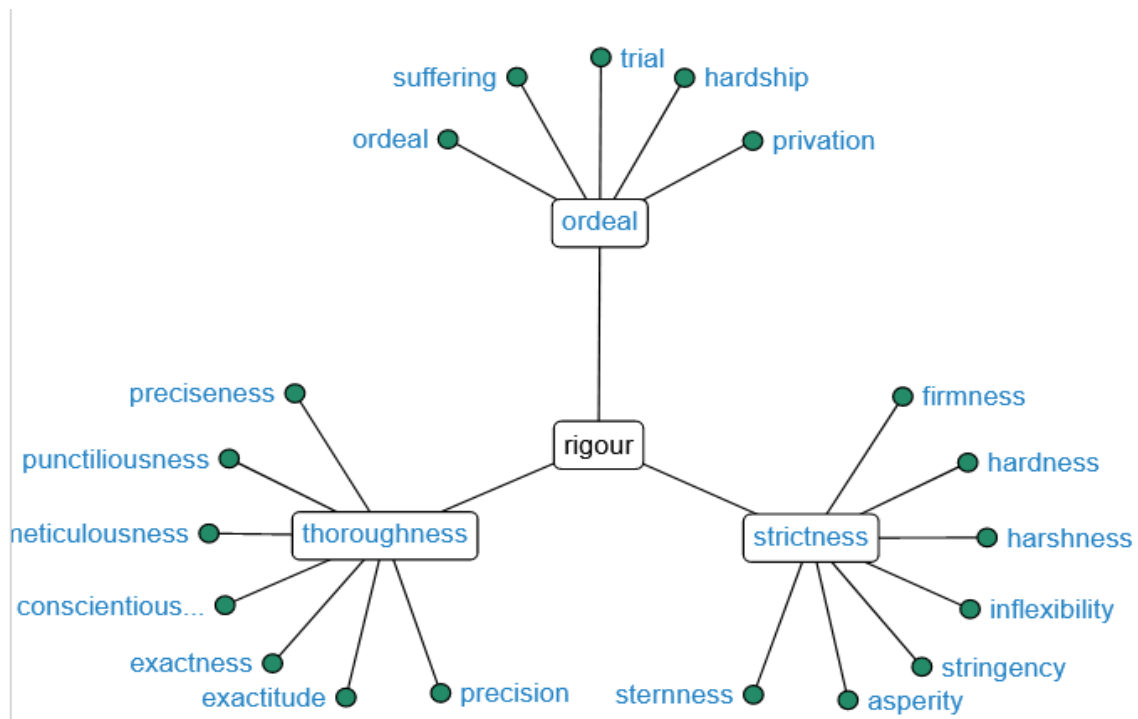 trial
suffering
hardship
ordeal
privation
ordeal
preciseness
firmness
rigour
punctiliousness
hardness
thoroughness
strictness
meticulousness
harshness
conscientious...
inflexibility
exactness
stringency
exactitude
precision
sternness
asperity